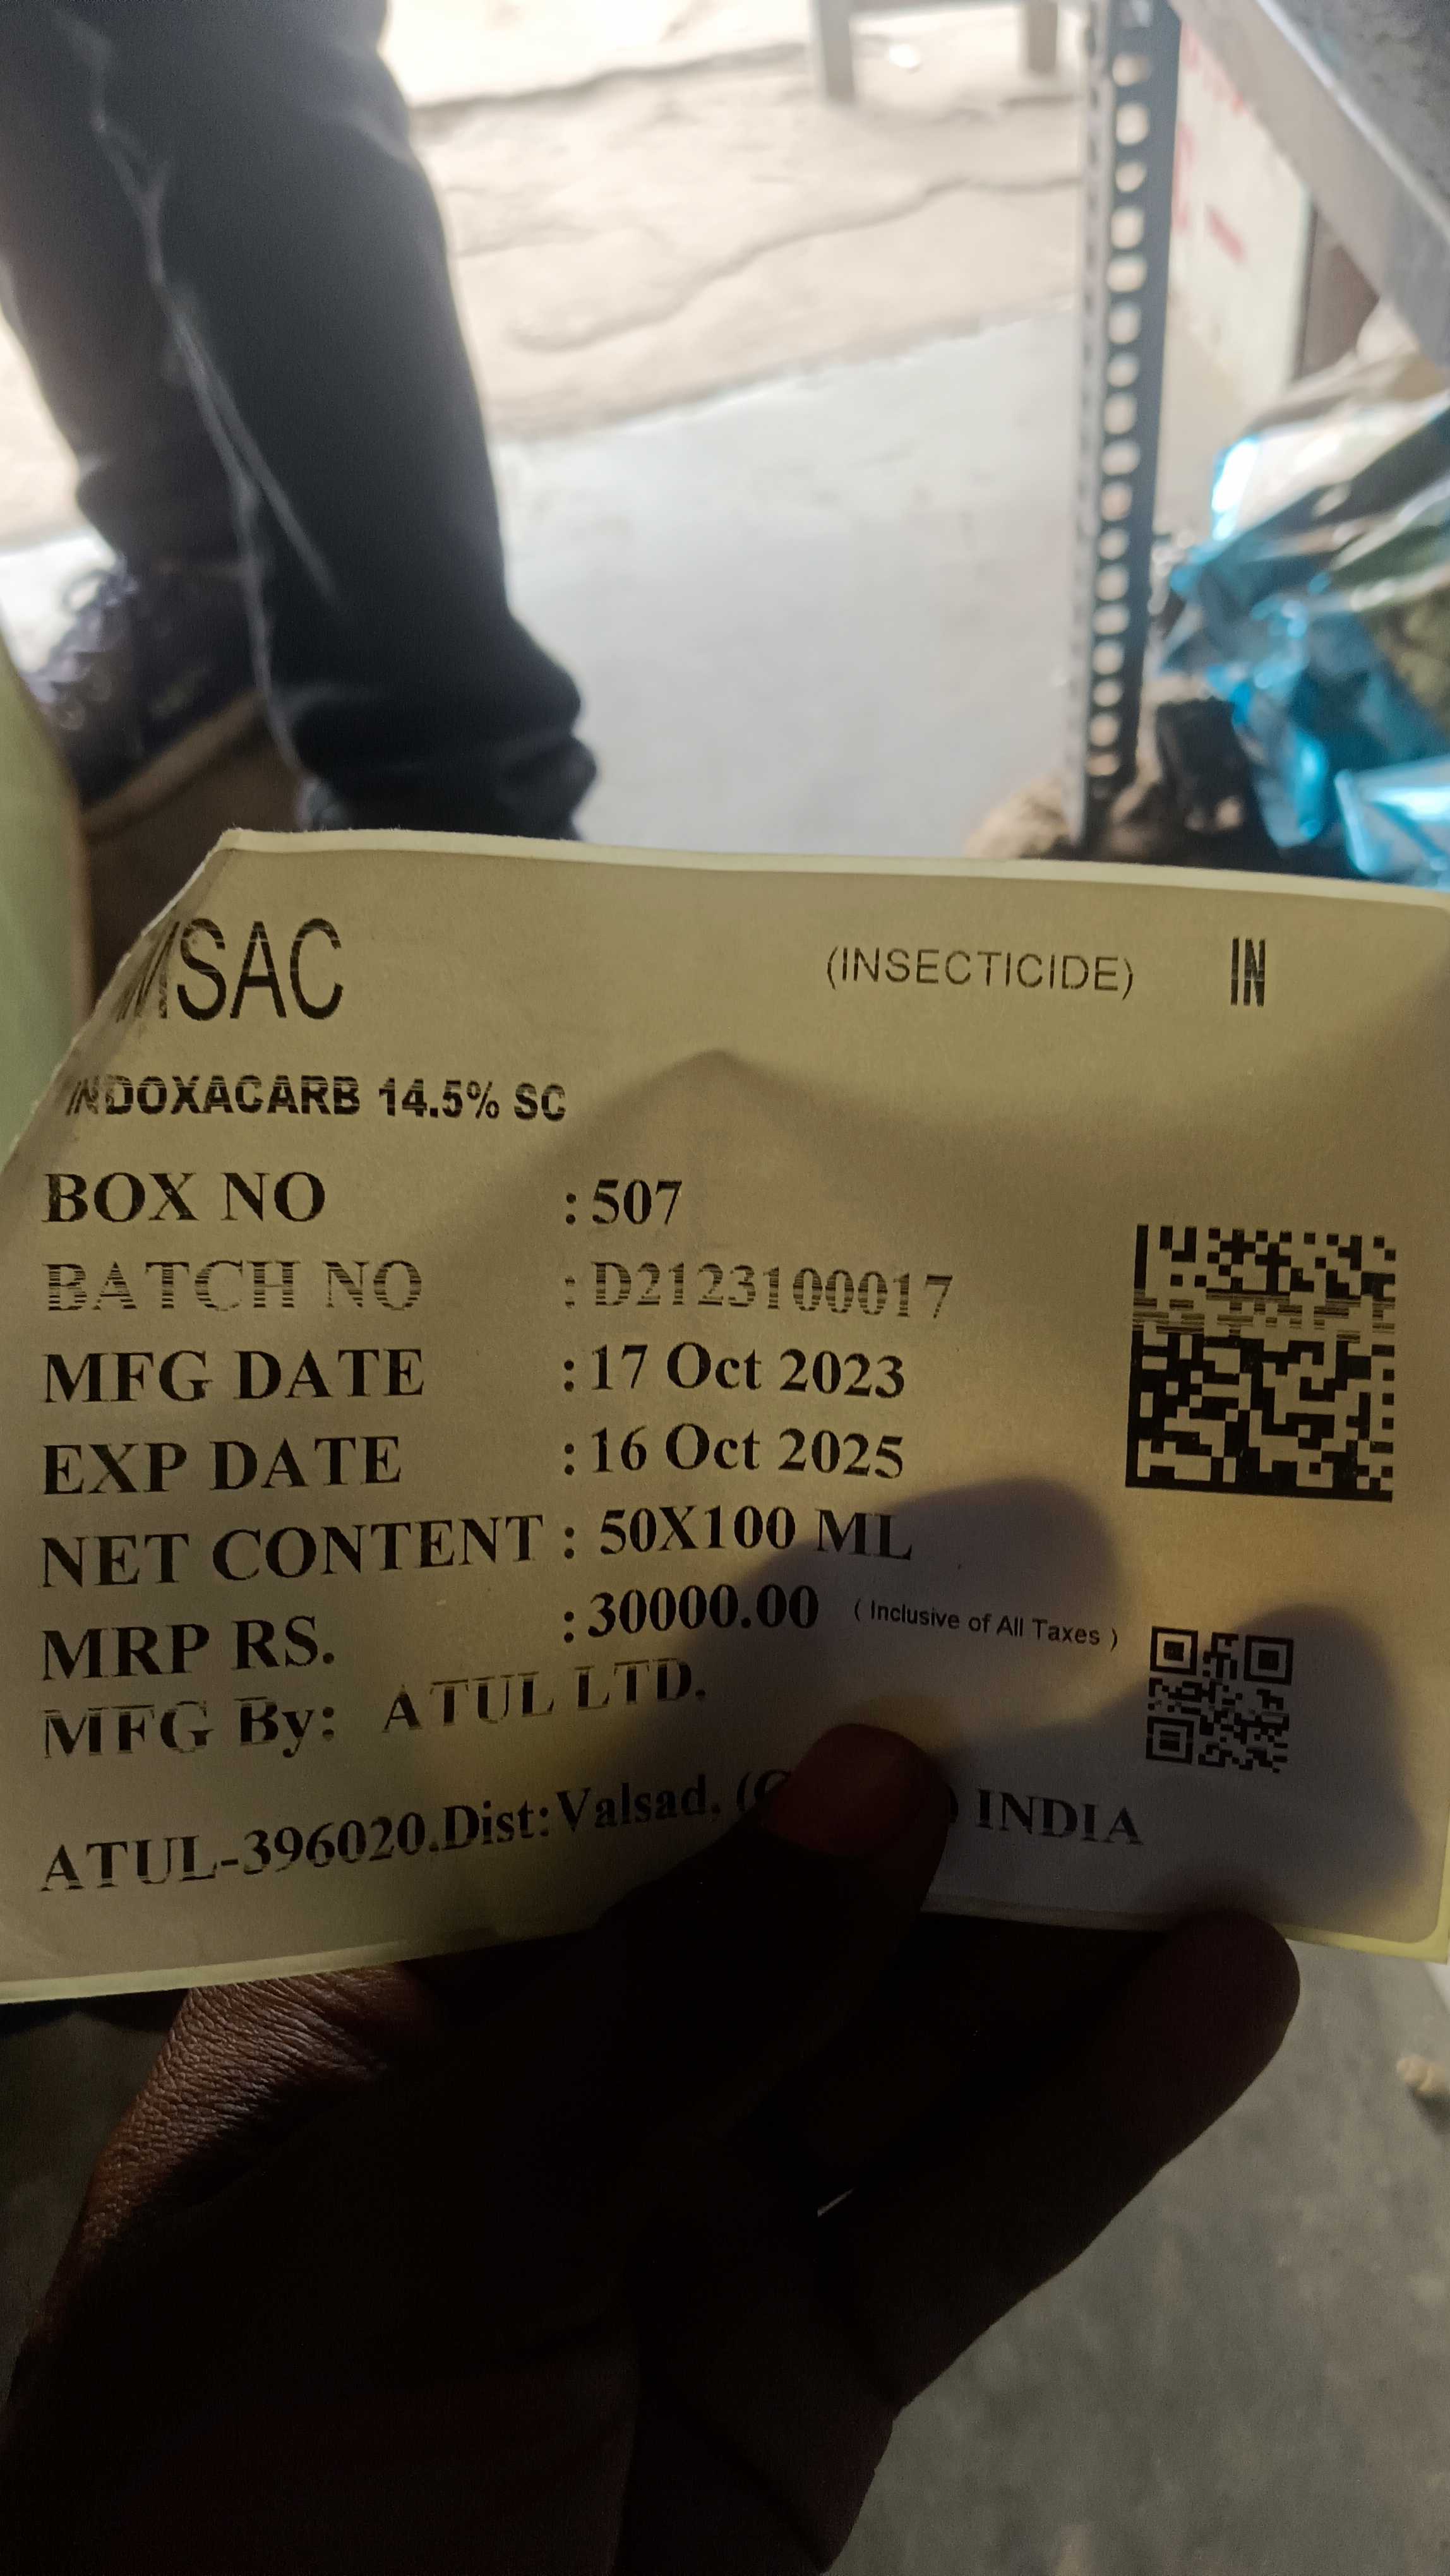 SAC (INSECTICIDE) IN
INDOXACARB 14.5% SC
BOX NO : 507
BATCH NO : D2123100017
MFG DATE : 17 Oct 2023
EXP DATE : 16 Oct 2025
NET CONTENT : 50X100 ML
MRP RS. : 30000.00 ( Inclusive of All Taxes )
MFG By: ATUL LTD.
ATUL-396020.Dist:Valsad, INDIA